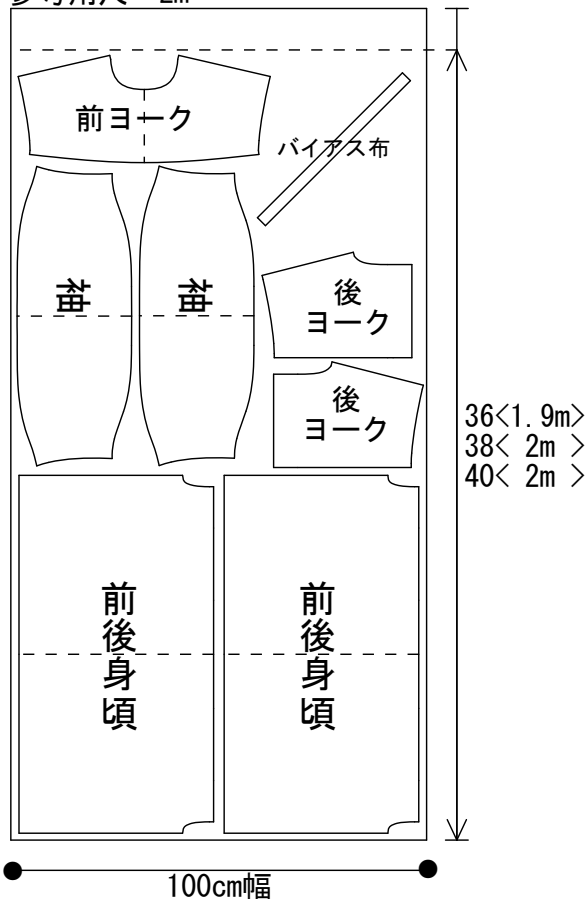 参考用尺 2m
前ヨーク
バイアス布
袖
袖
後
ヨーク
後
ヨーク
36<1.9m>
38< 2m >
40< 2m >
前後身頃
前後身頃
100cm幅